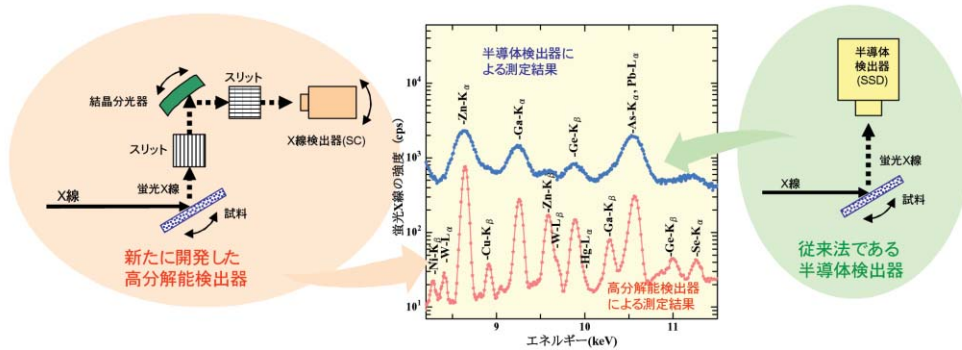 結晶分光器
スリット
スリット
X線検出器(SC)
蛍光X線
X線
試料
新たに開発した
高分解能検出器
蛍光X線の強度 (cps)
10⁴
10³
10²
10¹
半導体検出器に
よる測定結果
-Zn-Kα
-Ga-Kα
-Ge-Kβ
-As-Kα, Pb-Lα
-Ni-Kβ
-W-Lα
-Cu-Kβ
-Zn-Kβ
-W-Lβ
-Hg-Lα
-Ga-Kβ
-Ge-Kβ
-Se-Kα
高分解能検出器
による測定結果
9
10
11
エネルギー(keV)
半導体
検出器
(SSD)
蛍光X線
X線
試料
従来法である
半導体検出器